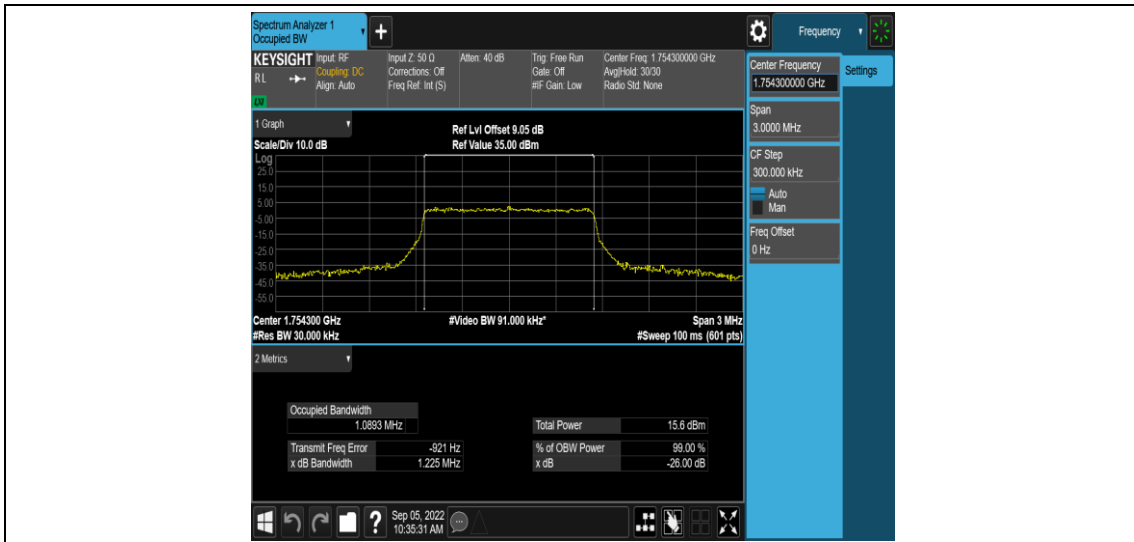 Spectrum Analyzer 1
Occupied BW
+
Frequency
KEYSIGHT
RL
Input: RF
Coupling: DC
Align: Auto
Input Z: 50 Ω
Corrections: Off
Freq Ref: Int (S)
Atten: 40 dB
Trig: Free Run
Gate: Off
#IF Gain: Low
Center Freq: 1.754300000 GHz
Avg|Hold: 30/30
Radio Std: None
Center Frequency
1.754300000 GHz
Settings
Span
3.0000 MHz
CF Step
300.000 kHz
Auto
Man
Freq Offset
0 Hz
1 Graph
Scale/Div 10.0 dB
Ref Lvl Offset 9.05 dB
Ref Value 35.00 dBm
Log
25.0
15.0
5.00
-5.00
-15.0
-25.0
-35.0
-45.0
-55.0
Center 1.754300 GHz
#Video BW 91.000 kHz*
Span 3 MHz
#Res BW 30.000 kHz
#Sweep 100 ms (601 pts)
2 Metrics
Occupied Bandwidth
1.0893 MHz
Total Power 15.6 dBm
Transmit Freq Error -921 Hz
% of OBW Power 99.00 %
x dB Bandwidth 1.225 MHz
x dB -26.00 dB
?
Sep 05, 2022
10:35:31 AM